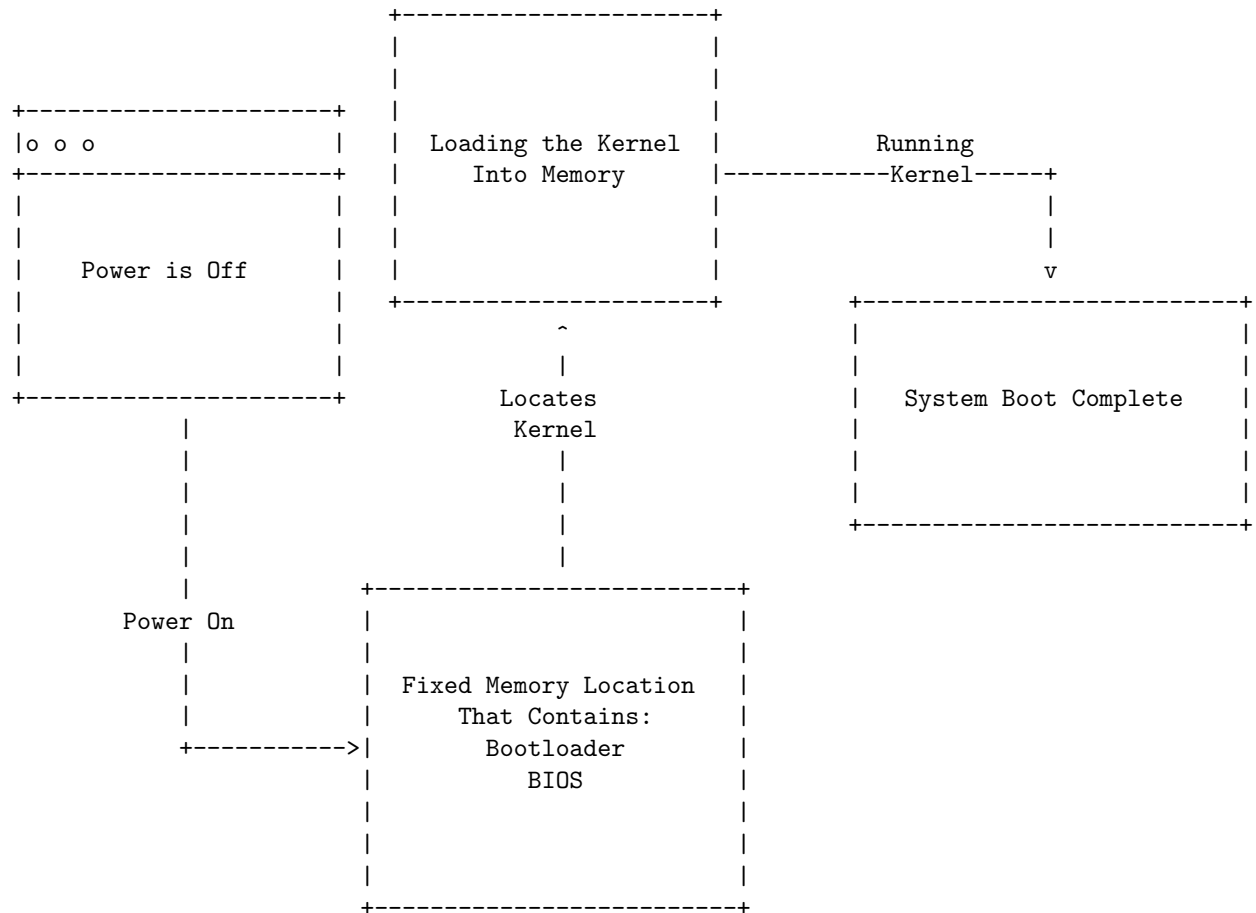 o o o
Power is Off
Power On
Fixed Memory Location
That Contains:
Bootloader
BIOS
Locates
Kernel
Loading the Kernel
Into Memory
Running
Kernel
System Boot Complete